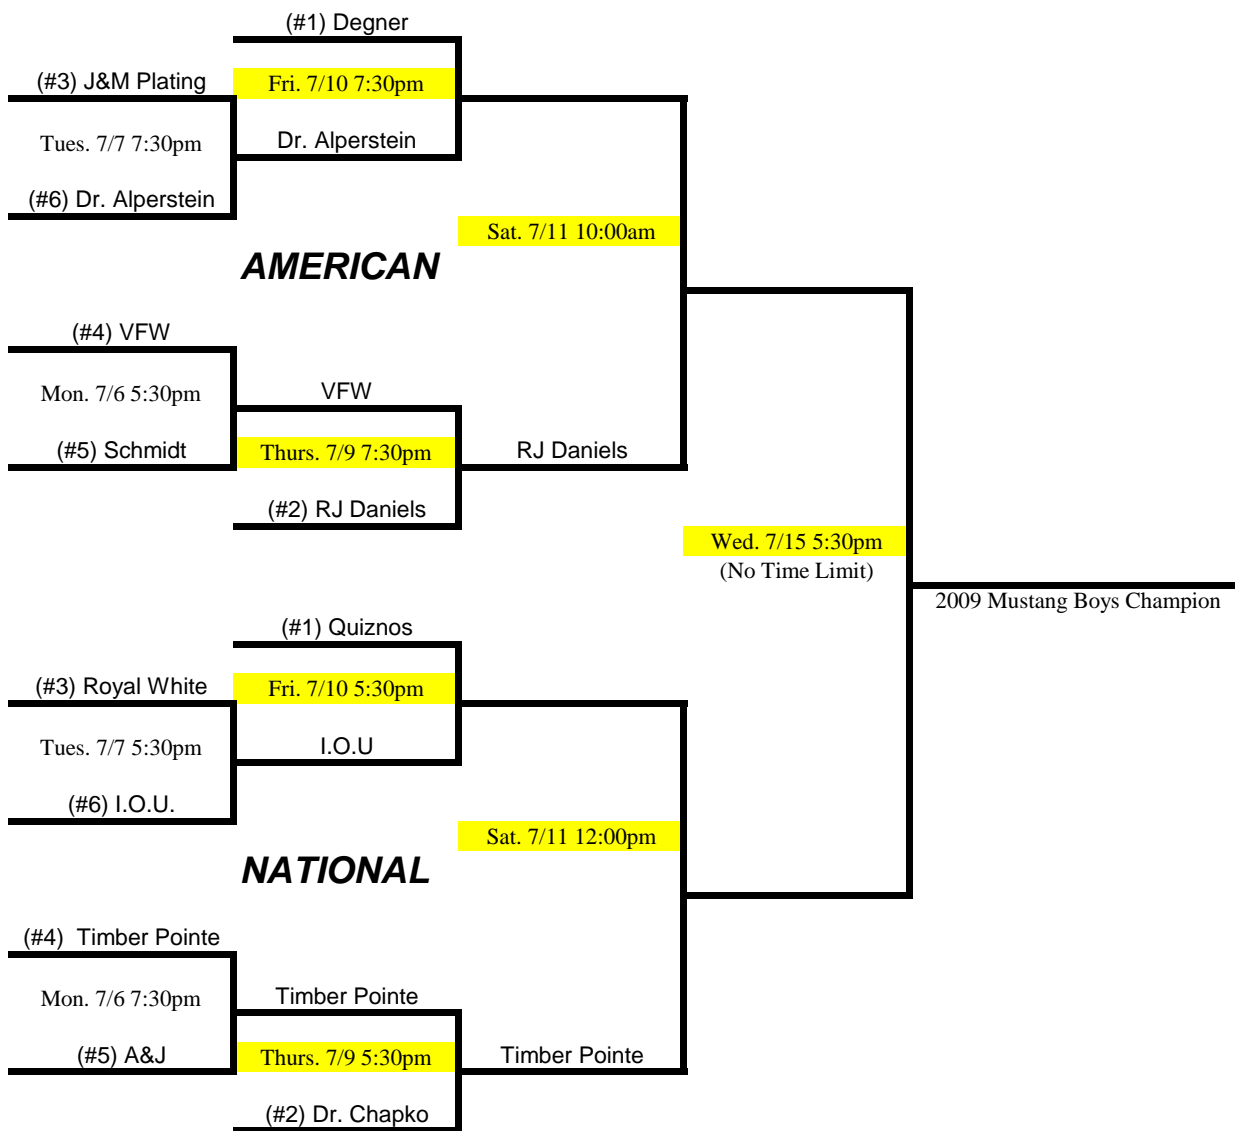 (#1) Degner
(#3) J&M Plating
Fri. 7/10 7:30pm
Tues. 7/7 7:30pm
Dr. Alperstein
(#6) Dr. Alperstein
Sat. 7/11 10:00am
AMERICAN
(#4) VFW
Mon. 7/6 5:30pm
VFW
(#5) Schmidt
Thurs. 7/9 7:30pm
RJ Daniels
(#2) RJ Daniels
Wed. 7/15 5:30pm
(No Time Limit)
2009 Mustang Boys Champion
(#1) Quiznos
(#3) Royal White
Fri. 7/10 5:30pm
Tues. 7/7 5:30pm
I.O.U
(#6) I.O.U.
Sat. 7/11 12:00pm
NATIONAL
(#4)  Timber Pointe
Mon. 7/6 7:30pm
Timber Pointe
(#5) A&J
Thurs. 7/9 5:30pm
Timber Pointe
(#2) Dr. Chapko